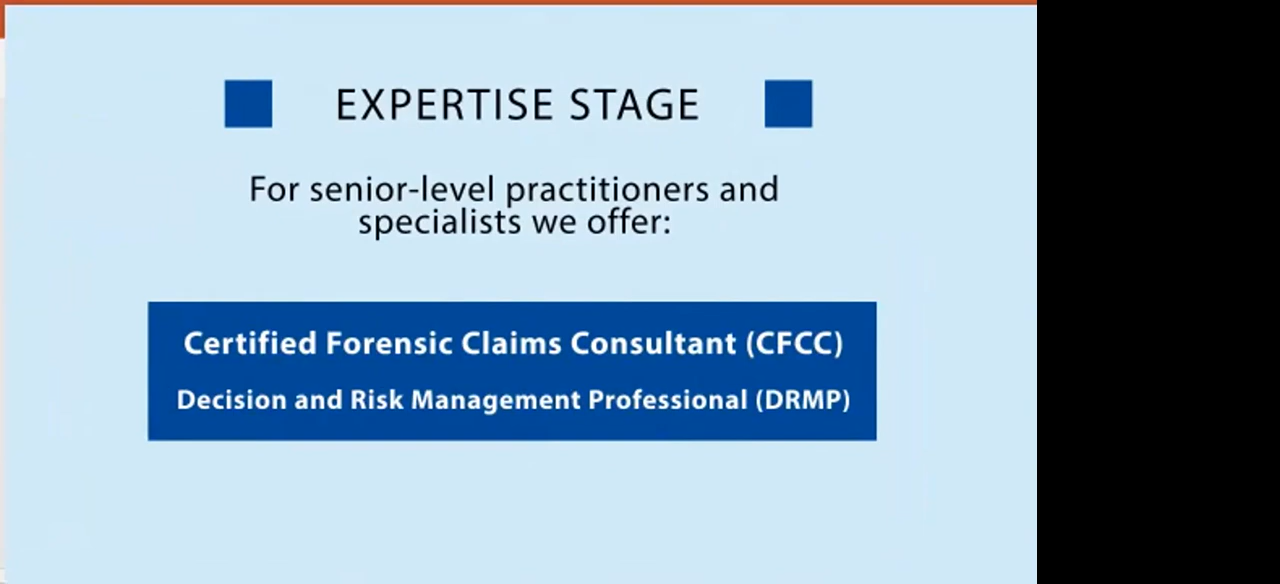 EXPERTISE STAGE
For senior-level practitioners and
specialists we offer:
Certified Forensic Claims Consultant (CFCC)
Decision and Risk Management Professional (DRMP)